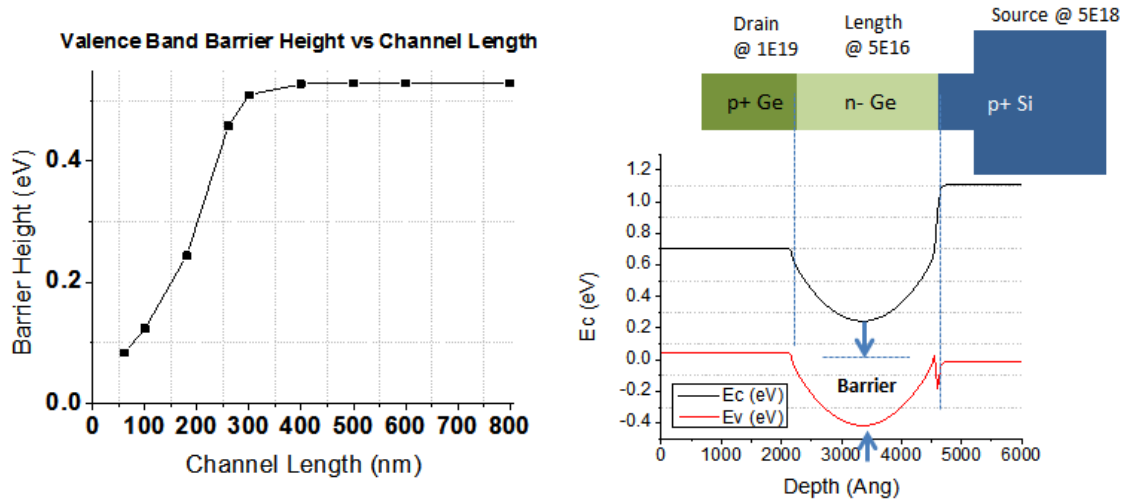 Valence Band Barrier Height vs Channel Length
Barrier Height (eV)
0.4
0.2
0.0
0 100 200 300 400 500 600 700 800
Channel Length (nm)
Drain
@ 1E19
Length
@ 5E16
Source @ 5E18
p+ Ge
n- Ge
p+ Si
Ec (eV)
1.2
1.0
0.8
0.6
0.4
0.2
0.0
-0.2
-0.4
Barrier
Ec (eV)
Ev (eV)
0 1000 2000 3000 4000 5000 6000
Depth (Ang)